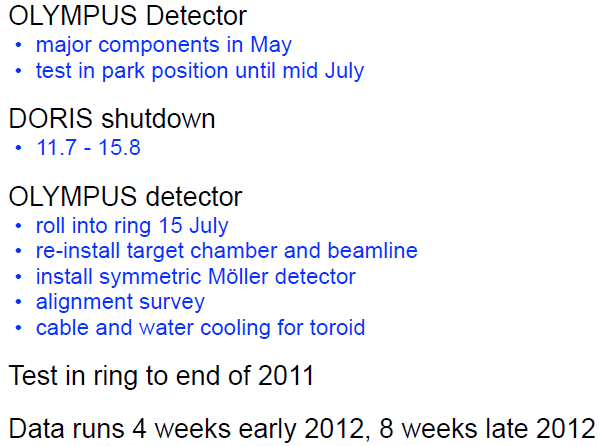 OLYMPUS Detector
• major components in May
• test in park position until mid July
DORIS shutdown
• 11.7 - 15.8
OLYMPUS detector
• roll into ring 15 July
• re-install target chamber and beamline
• install symmetric Möller detector
• alignment survey
• cable and water cooling for toroid
Test in ring to end of 2011
Data runs 4 weeks early 2012, 8 weeks late 2012